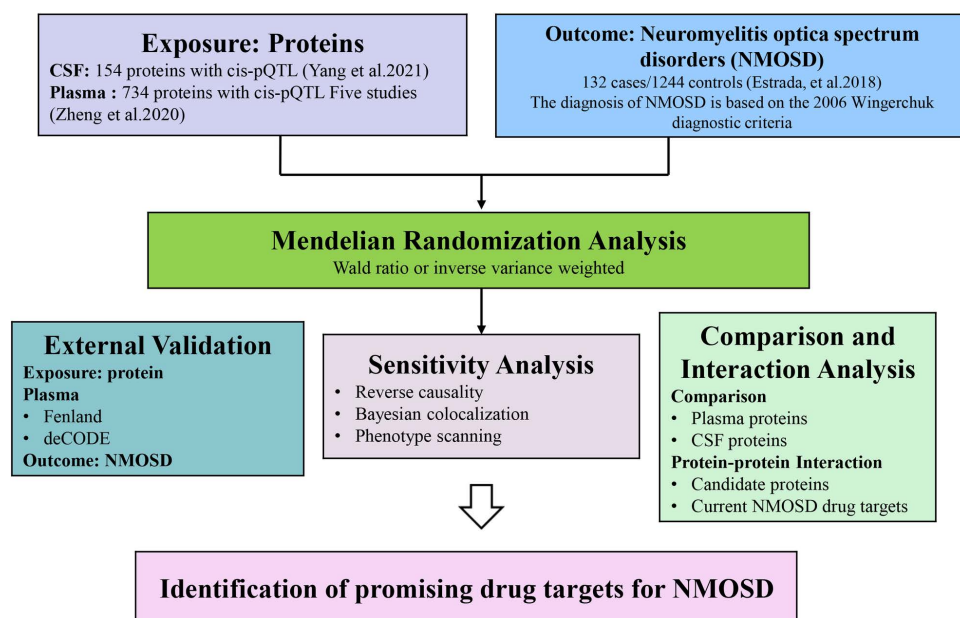 Exposure: Proteins
CSF: 154 proteins with cis-pQTL (Yang et al.2021)
Plasma : 734 proteins with cis-pQTL Five studies
(Zheng et al.2020)
Outcome: Neuromyelitis optica spectrum
disorders (NMOSD)
132 cases/1244 controls (Estrada, et.al.2018)
The diagnosis of NMOSD is based on the 2006 Wingerchuk
diagnostic criteria
Mendelian Randomization Analysis
Wald ratio or inverse variance weighted
External Validation
Exposure: protein
Plasma
• Fenland
• deCODE
Outcome: NMOSD
Sensitivity Analysis
• Reverse causality
• Bayesian colocalization
• Phenotype scanning
Comparison and
Interaction Analysis
Comparison
• Plasma proteins
• CSF proteins
Protein-protein Interaction
• Candidate proteins
• Current NMOSD drug targets
Identification of promising drug targets for NMOSD